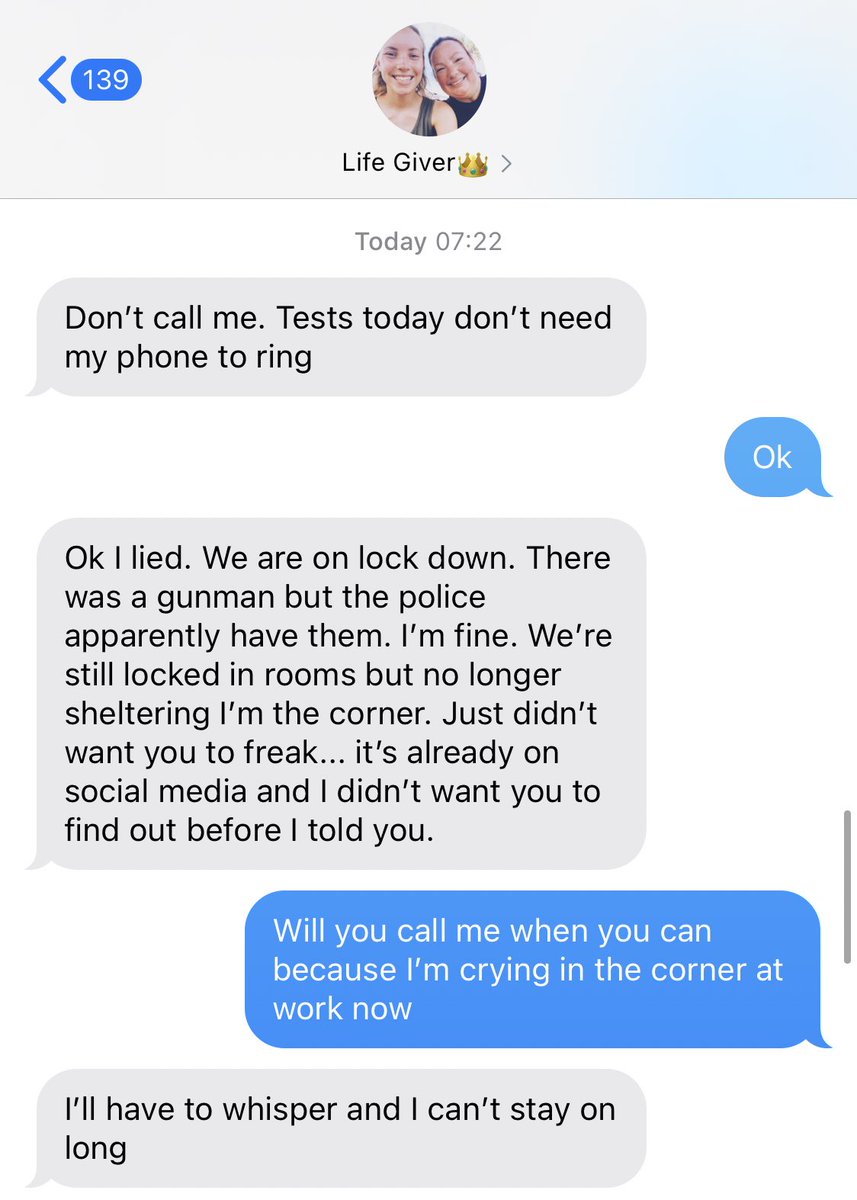 139
Life Giver👑
Today 07:22
Don’t call me. Tests today don’t need
my phone to ring
Ok
Ok I lied. We are on lock down. There
was a gunman but the police
apparently have them. I’m fine. We’re
still locked in rooms but no longer
sheltering I’m the corner. Just didn’t
want you to freak... it’s already on
social media and I didn’t want you to
find out before I told you.
Will you call me when you can
because I’m crying in the corner at
work now
I’ll have to whisper and I can’t stay on
long